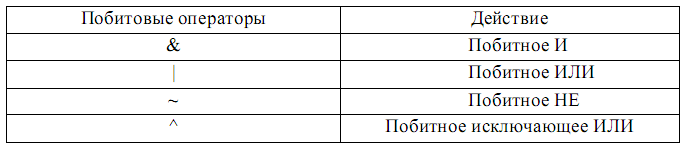 Побитовые операторы Действие
& Побитное И
| Побитное ИЛИ
~ Побитное НЕ
^ Побитное исключающее ИЛИ